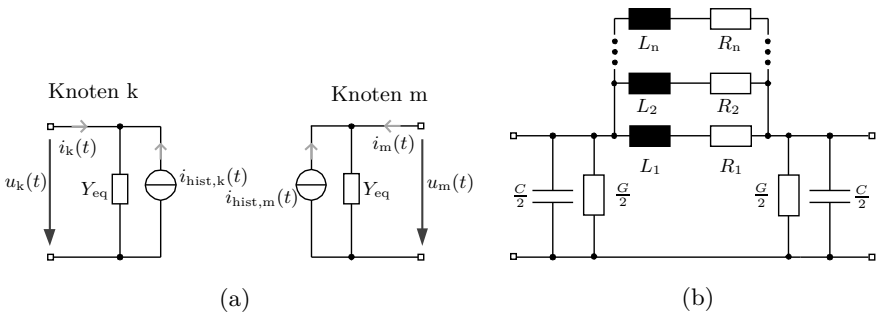 Knoten k
i_k(t)
u_k(t)
Y_eq
i_hist,k(t)
Knoten m
i_m(t)
i_hist,m(t)
Y_eq
u_m(t)
(a)
L_n R_n
L_2 R_2
L_1 R_1
C/2 G/2 G/2 C/2
(b)